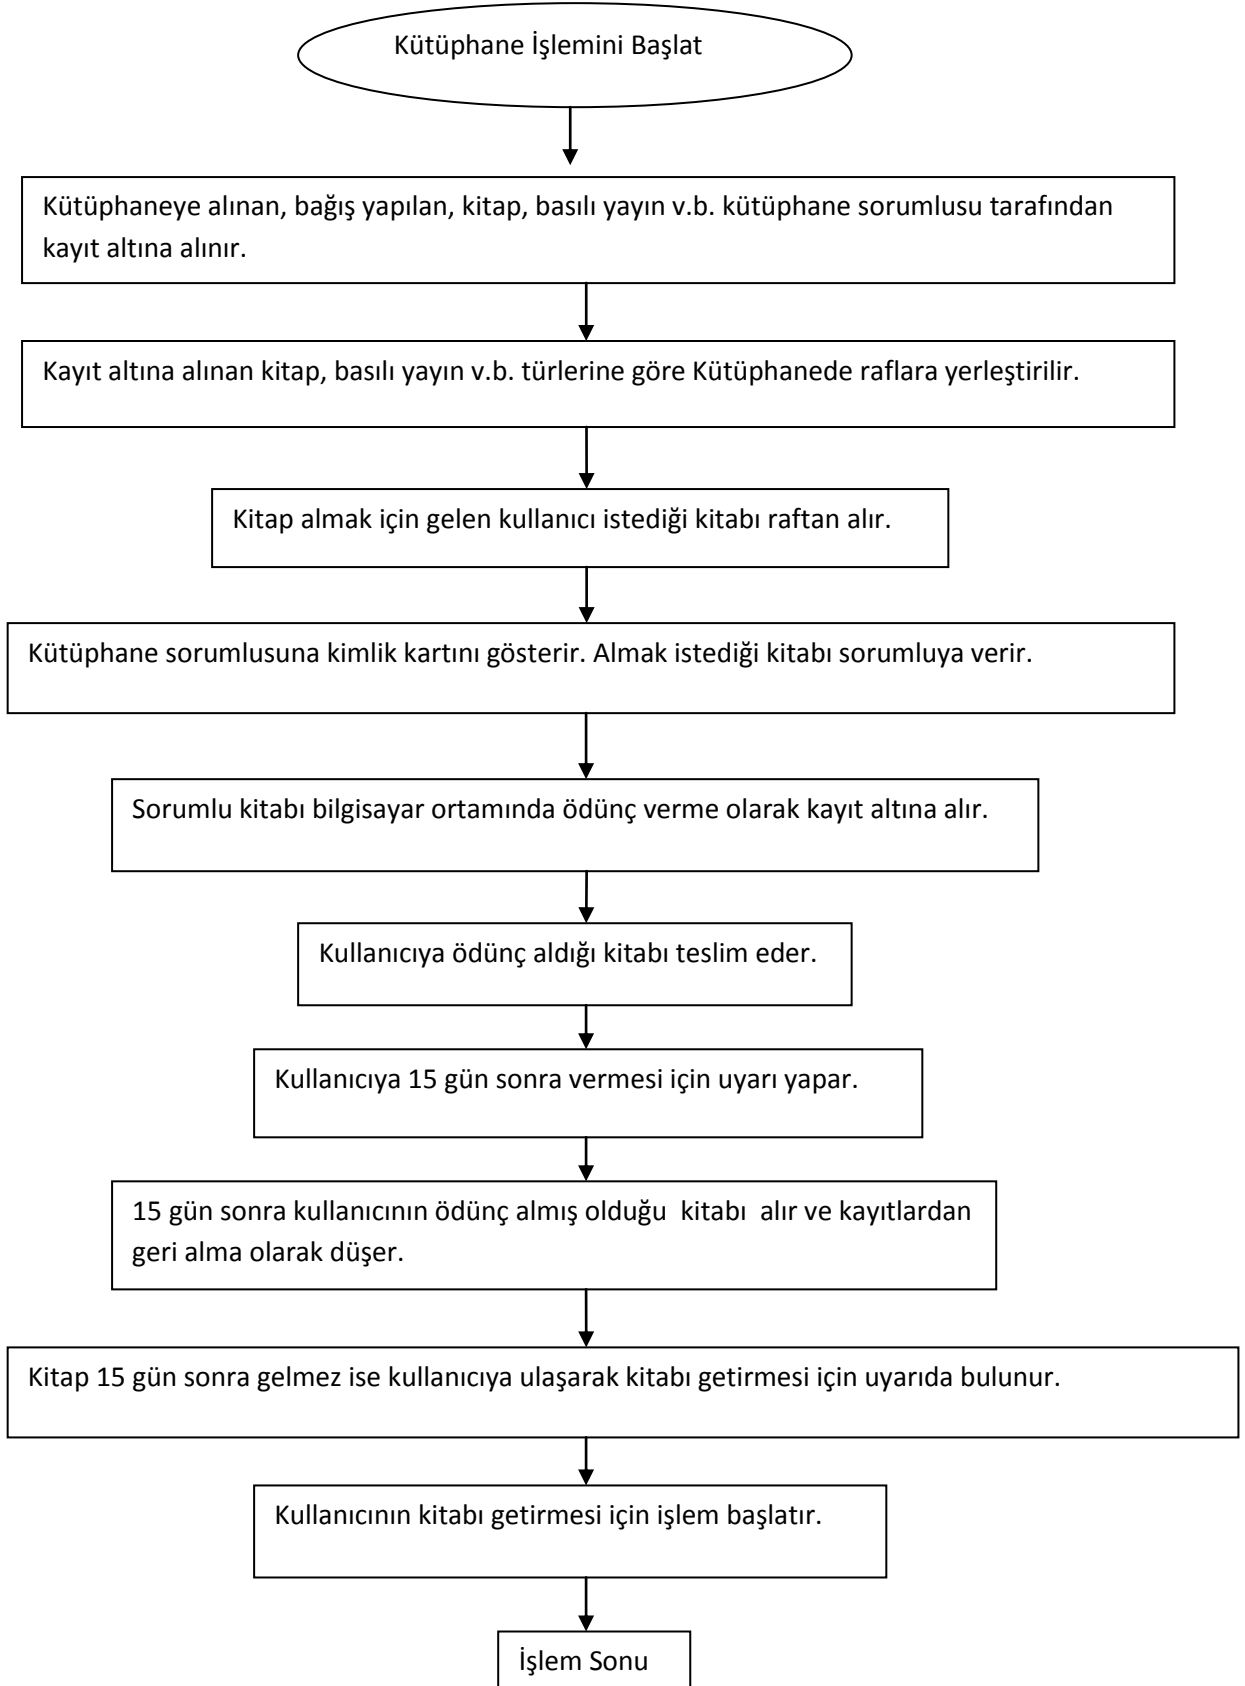 Kütüphane İşlemini Başlat
Kütüphaneye alınan, bağış yapılan, kitap, basılı yayın v.b. kütüphane sorumlusu tarafından
kayıt altına alınır.
Kayıt altına alınan kitap, basılı yayın v.b. türlerine göre Kütüphanede raflara yerleştirilir.
Kitap almak için gelen kullanıcı istediği kitabı raftan alır.
Kütüphane sorumlusuna kimlik kartını gösterir. Almak istediği kitabı sorumluya verir.
Sorumlu kitabı bilgisayar ortamında ödünç verme olarak kayıt altına alır.
Kullanıcıya ödünç aldığı kitabı teslim eder.
Kullanıcıya 15 gün sonra vermesi için uyarı yapar.
15 gün sonra kullanıcının ödünç almış olduğu  kitabı  alır ve kayıtlardan
geri alma olarak düşer.
Kitap 15 gün sonra gelmez ise kullanıcıya ulaşarak kitabı getirmesi için uyarıda bulunur.
Kullanıcının kitabı getirmesi için işlem başlatır.
İşlem Sonu